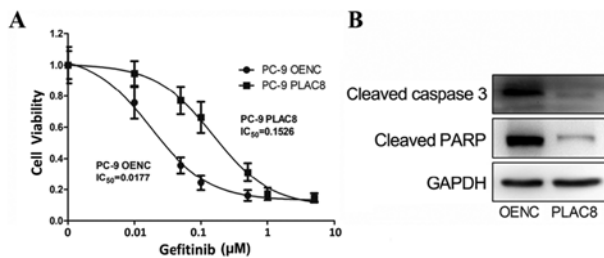 A
1.2
1.0
0.8
0.6
0.4
0.2
0.0
Cell Viability
PC-9 OENC
PC-9 PLAC8
PC-9 PLAC8
IC50=0.1526
PC-9 OENC
IC50=0.0177
0 0.01 0.1 1 10
Gefitinib (μM)
B
Cleaved caspase 3
Cleaved PARP
GAPDH
OENC PLAC8